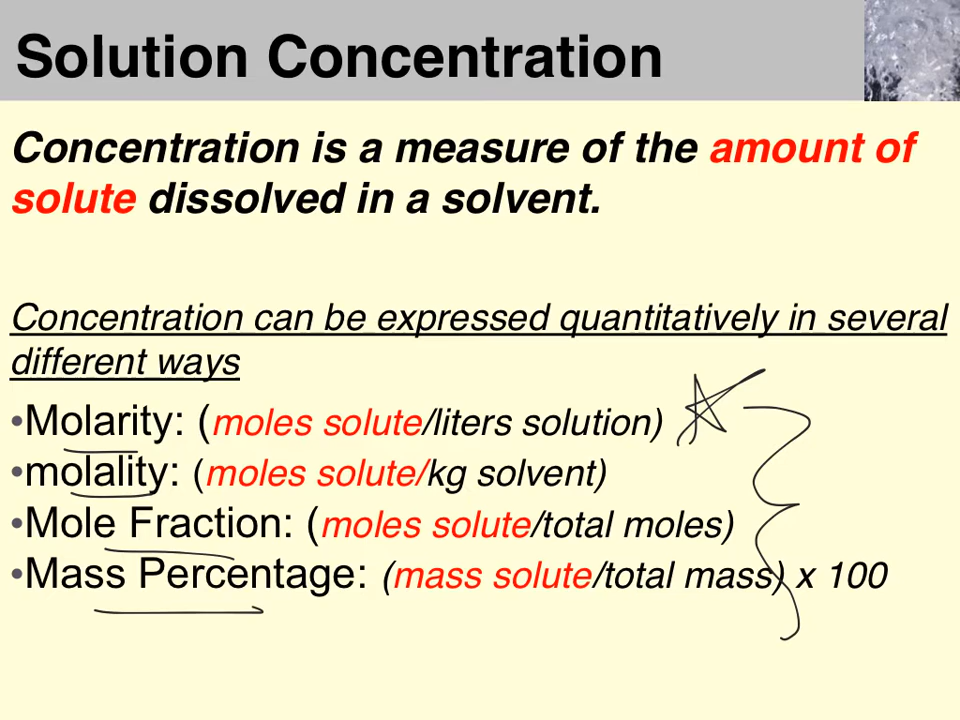 Solution Concentration
Concentration is a measure of the amount of
solute dissolved in a solvent.
Concentration can be expressed quantitatively in several
different ways
•Molarity: (moles solute/liters solution)
•molality: (moles solute/kg solvent)
•Mole Fraction: (moles solute/total moles)
•Mass Percentage: (mass solute/total mass) x 100